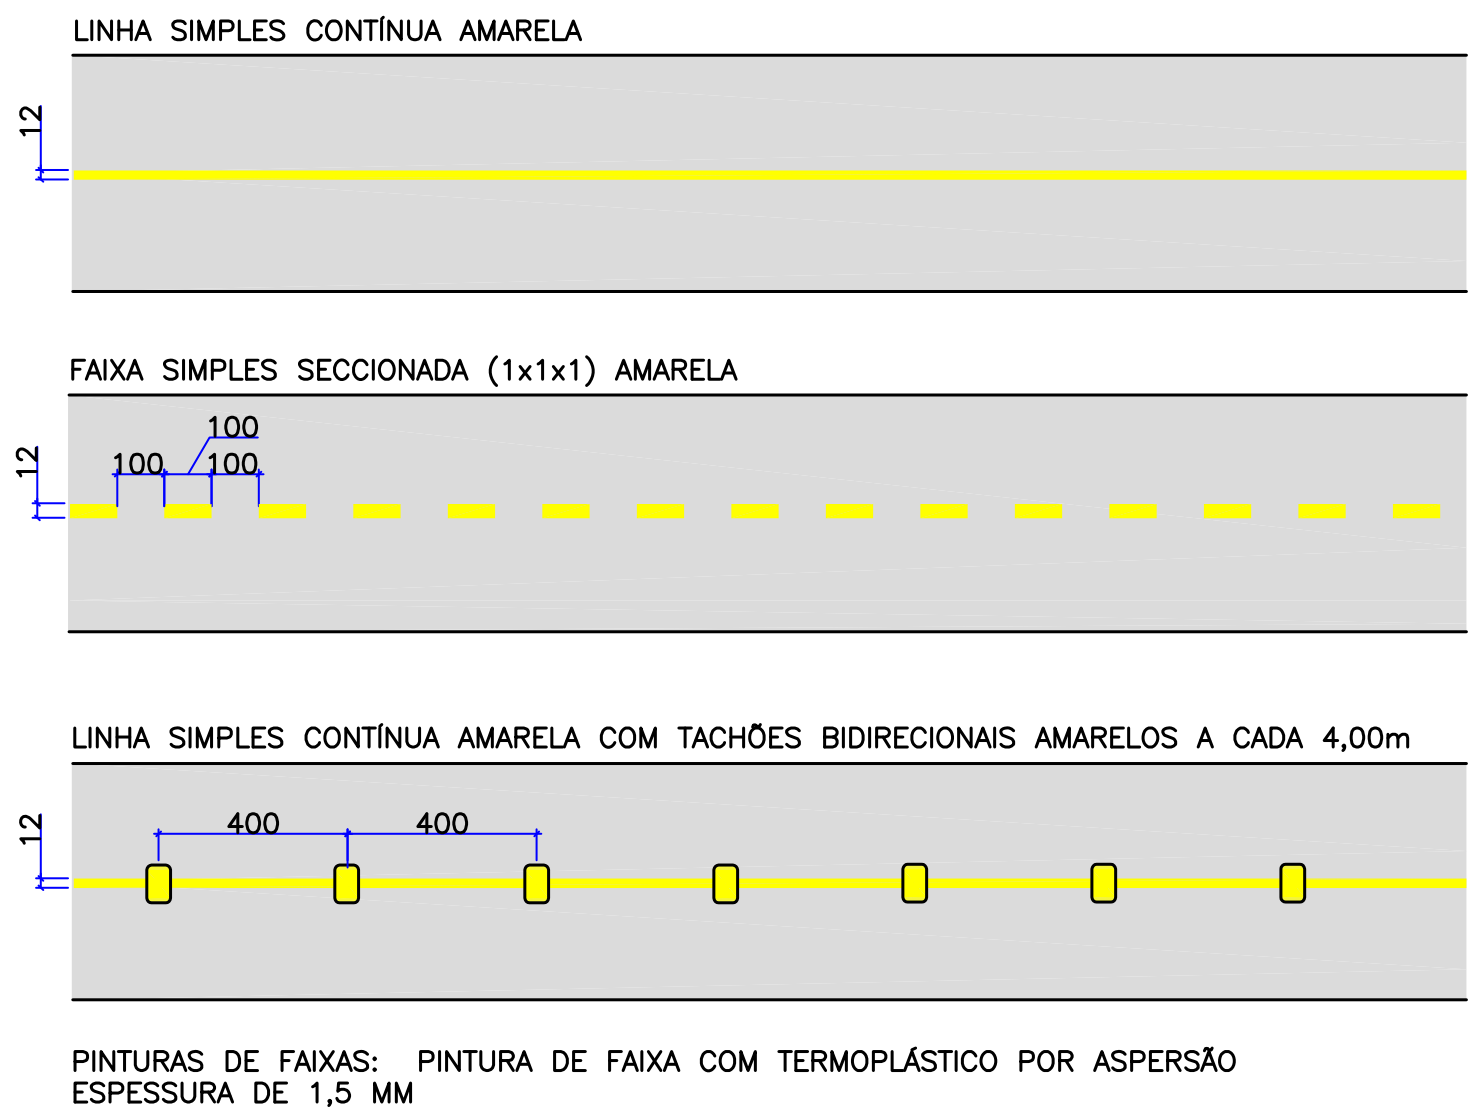 LINHA SIMPLES CONTÍNUA AMARELA
12
FAIXA SIMPLES SECCIONADA (1x1x1) AMARELA
100
12
100 100
LINHA SIMPLES CONTÍNUA AMARELA COM TACHÕES BIDIRECIONAIS AMARELOS A CADA 4,00m
12
400 400
PINTURAS DE FAIXAS: PINTURA DE FAIXA COM TERMOPLÁSTICO POR ASPERSÃO
ESPESSURA DE 1,5 MM